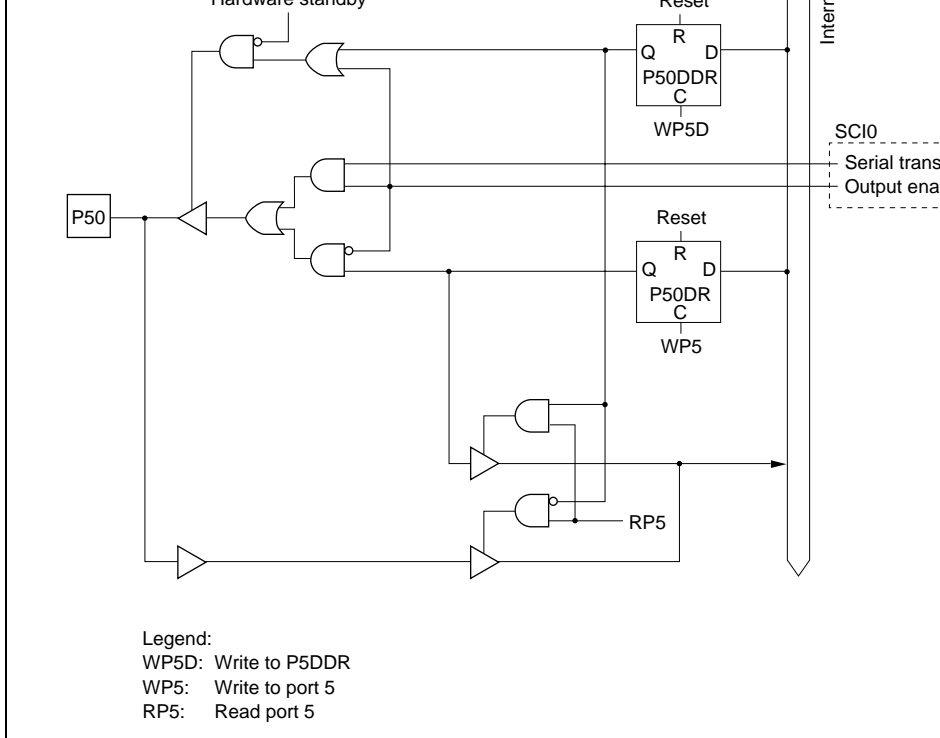 Hardware standby
Reset
R
Q D
P50DDR
C
WP5D
SCI0
Serial trans
Output ena
P50
Reset
R
Q D
P50DR
C
WP5
RP5
Intern
Legend:
WP5D: Write to P5DDR
WP5: Write to port 5
RP5: Read port 5